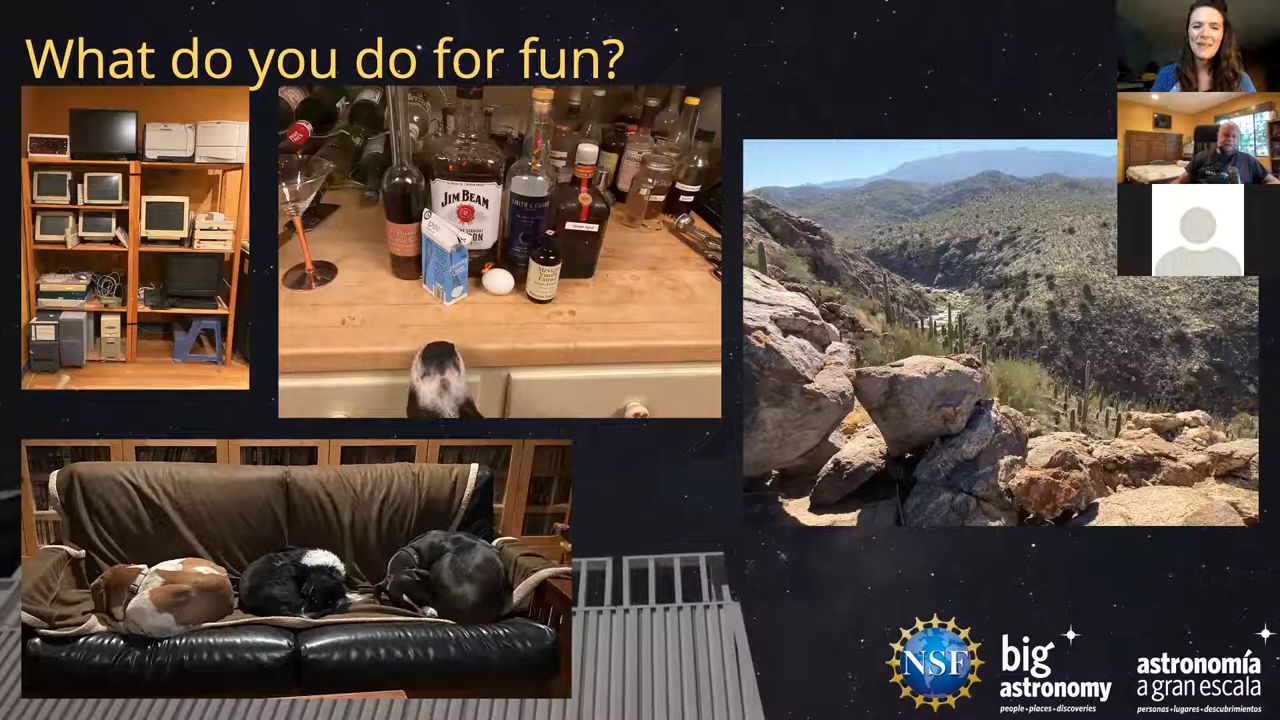 What do you do for fun?
JIM BEAM
NSF
big
astronomy
people • places • discoveries
astronomía
a gran escala
personas • lugares • descubrimientos